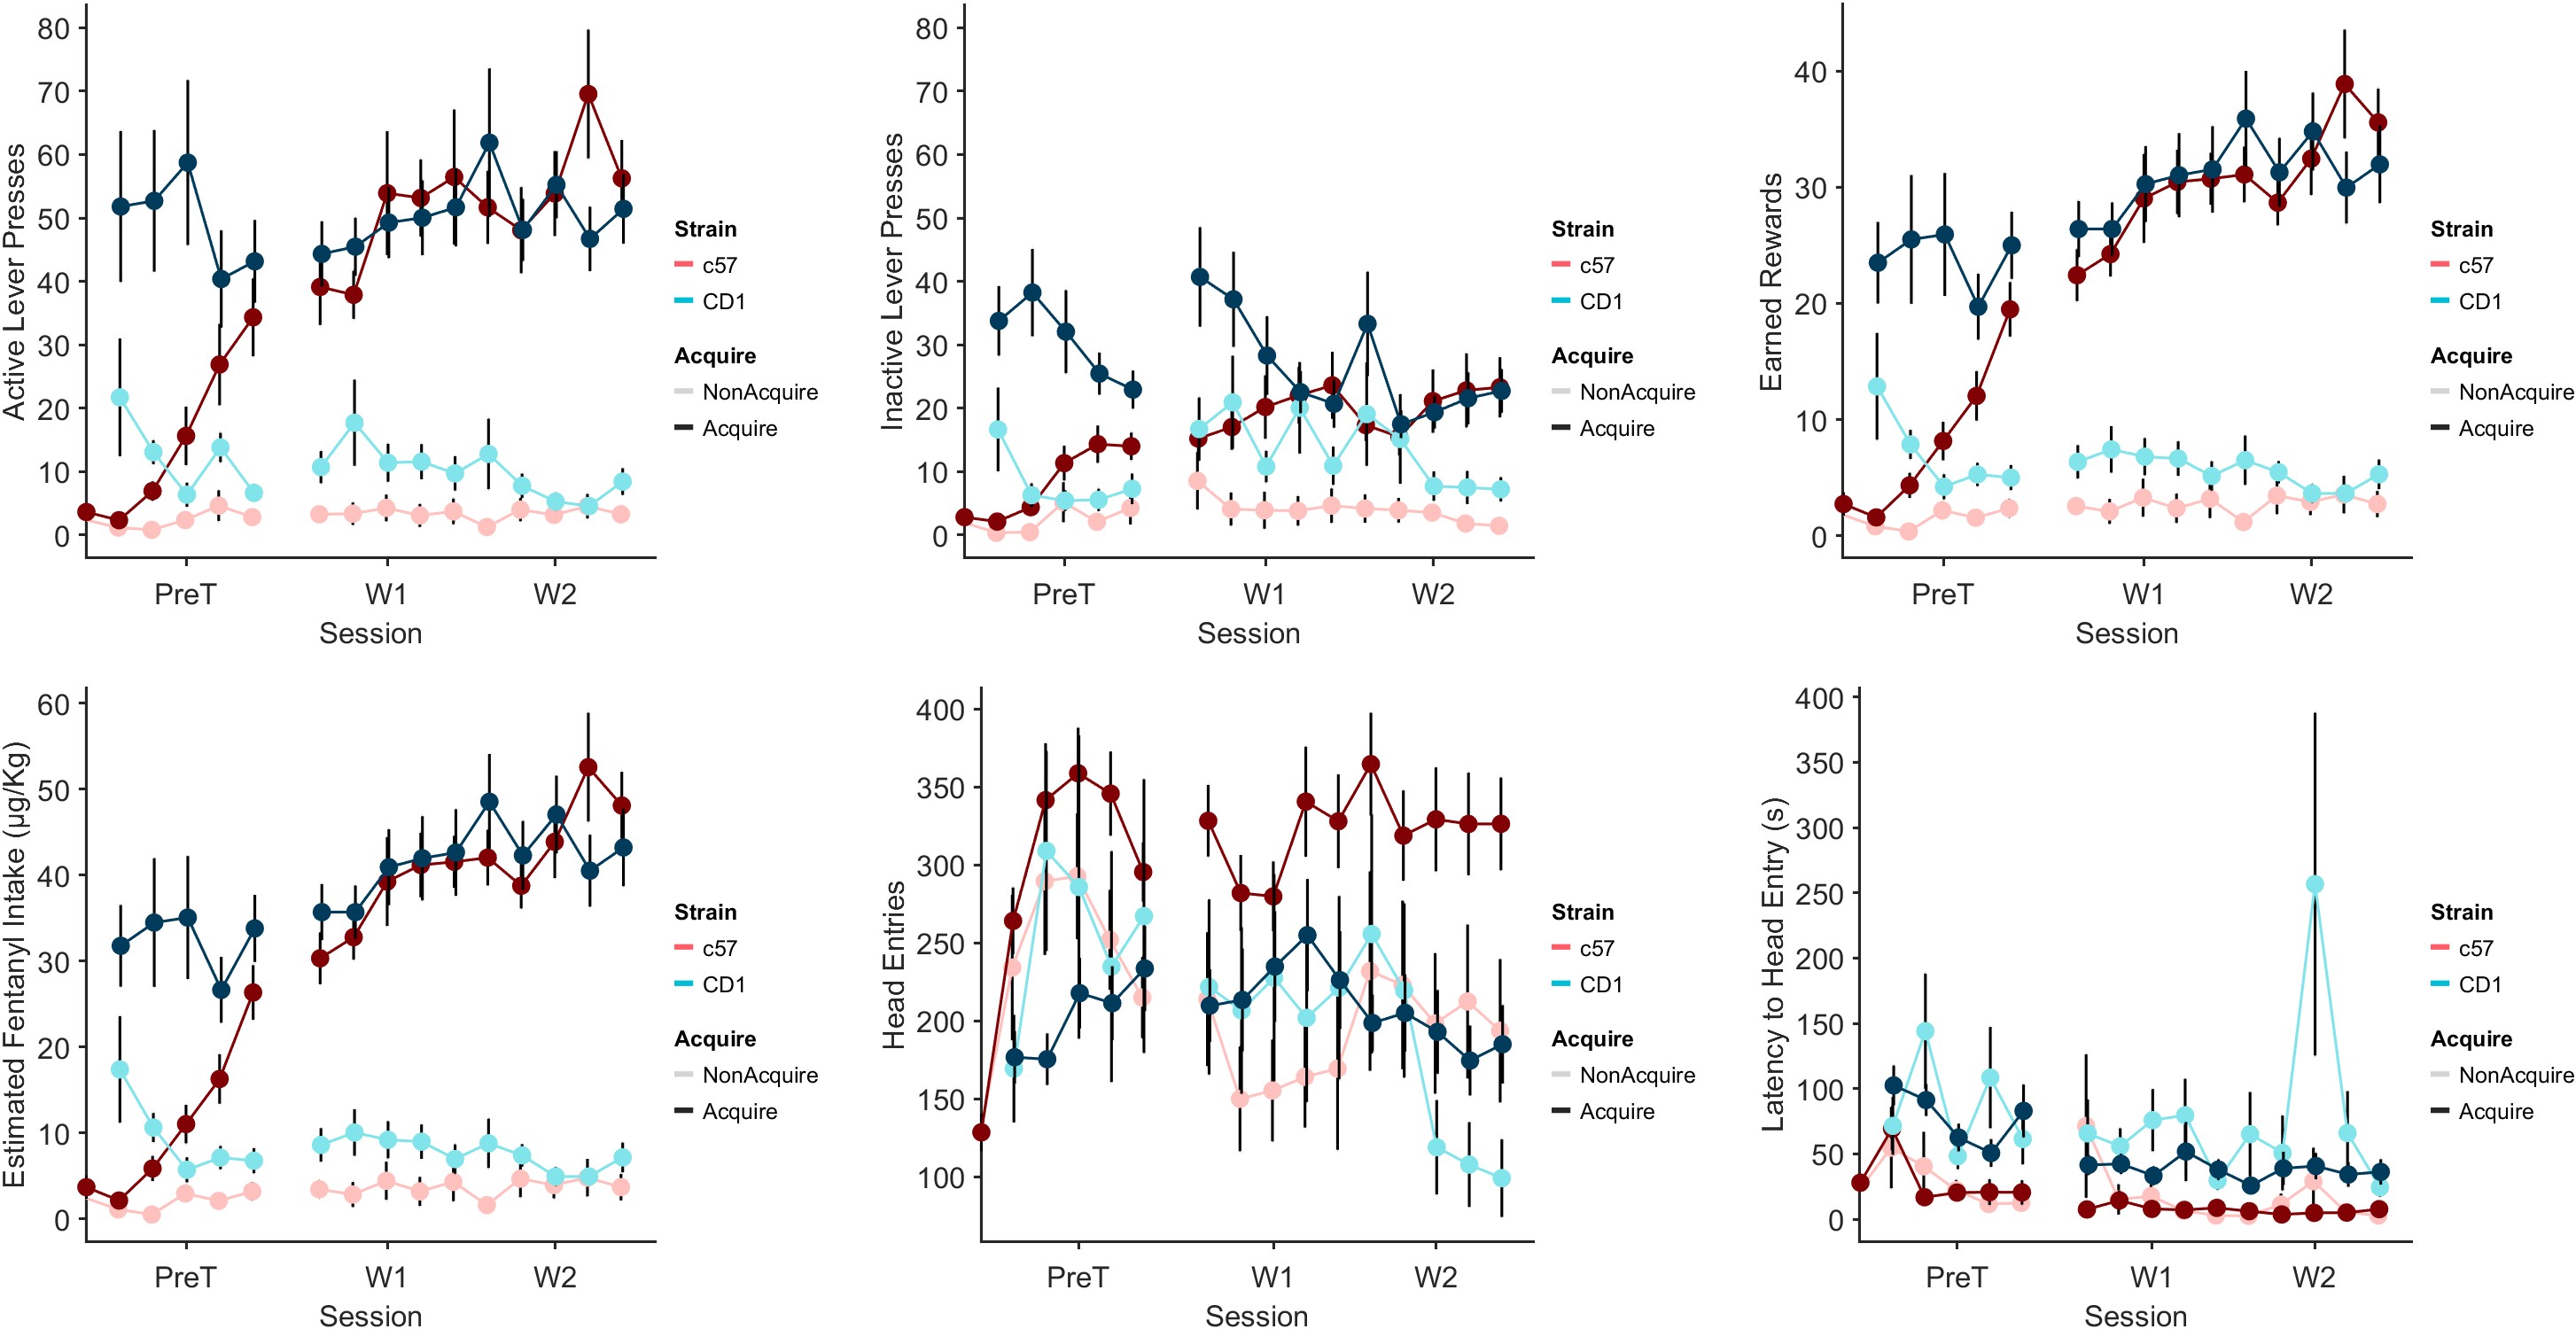 Active Lever Presses
80
70
60
50
40
30
20
10
0
PreT W1 W2
Session
Strain
c57
CD1
Acquire
NonAcquire
Acquire
Inactive Lever Presses
80
70
60
50
40
30
20
10
0
PreT W1 W2
Session
Strain
c57
CD1
Acquire
NonAcquire
Acquire
Earned Rewards
40
30
20
10
0
PreT W1 W2
Session
Strain
c57
CD1
Acquire
NonAcquire
Acquire
Estimated Fentanyl Intake (µg/Kg)
60
50
40
30
20
10
0
PreT W1 W2
Session
Strain
c57
CD1
Acquire
NonAcquire
Acquire
Head Entries
400
350
300
250
200
150
100
PreT W1 W2
Session
Strain
c57
CD1
Acquire
NonAcquire
Acquire
Latency to Head Entry (s)
400
350
300
250
200
150
100
50
0
PreT W1 W2
Session
Strain
c57
CD1
Acquire
NonAcquire
Acquire